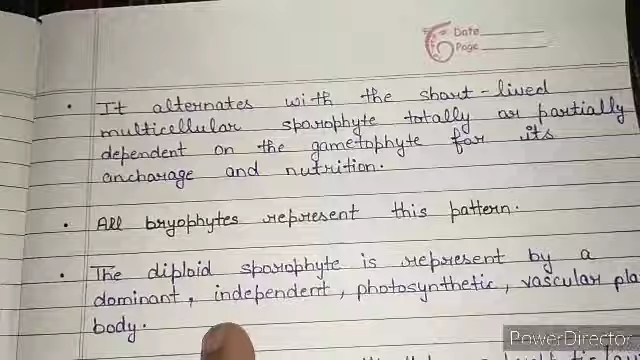 Date
Page
It alternates with the short-lived
multicellular sporophyte totally or partially
dependent on the gametophyte for its
anchorage and nutrition.
All bryophytes represent this pattern.
The diploid sporophyte is represent by a
dominant, independent, photosynthetic, vascular pla
body.
PowerDirector